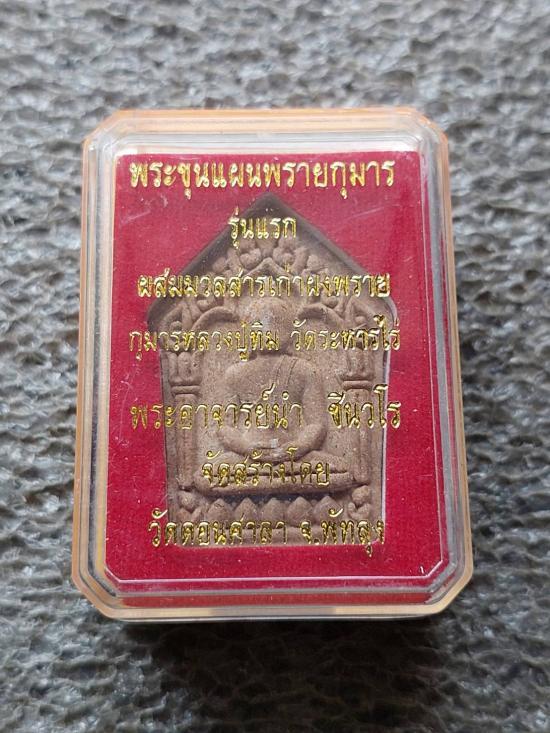 พระขุนแผนพรายกุมาร
รุ่นแรก
ผสมมวลสารเก่าผงพราย
กุมารหลวงปู่ทิม วัดระหารไร่
พระอาจารย์นำ ชินวโร
จัดสร้างโดย
วัดดอนศาลา จ.พัทลุง